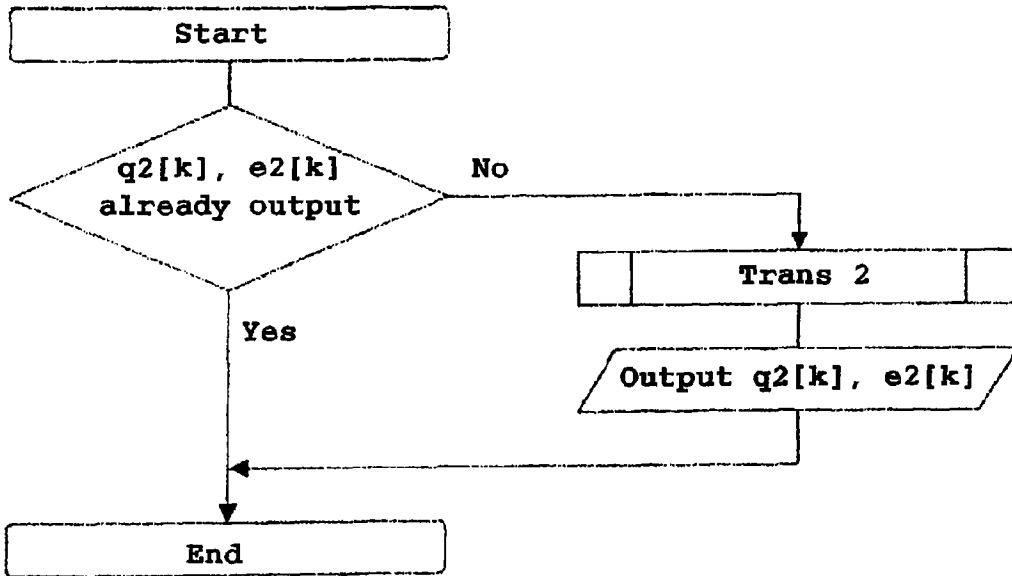 Start
q2[k], e2[k]
already output
No
Yes
Trans 2
Output q2[k], e2[k]
End